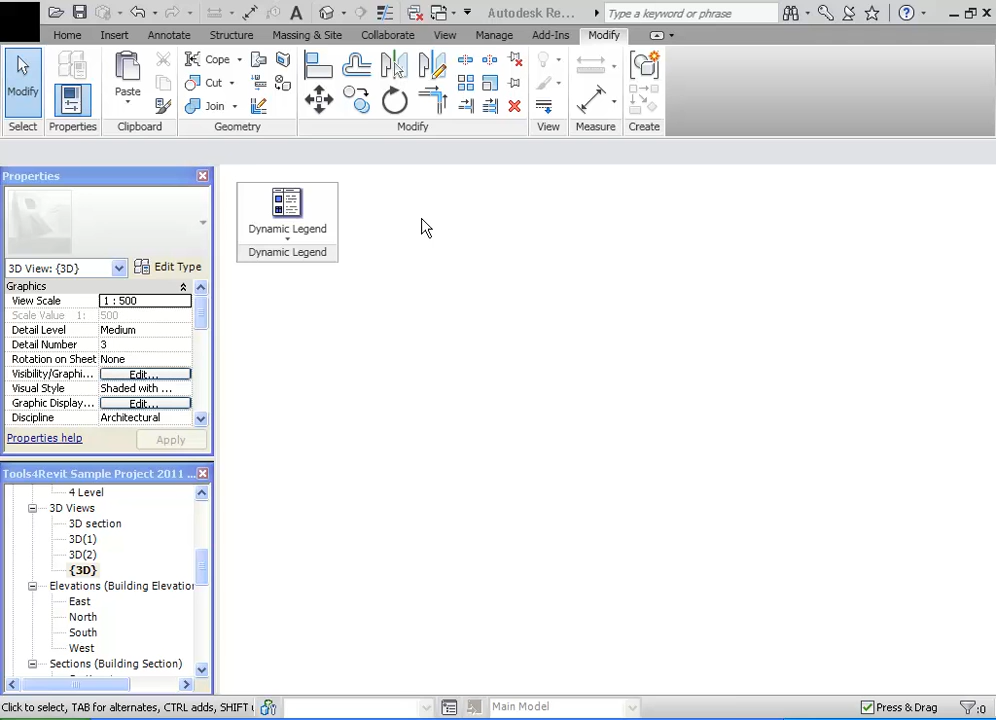 Autodesk Re...
Type a keyword or phrase
Home
Insert
Annotate
Structure
Massing & Site
Collaborate
View
Manage
Add-Ins
Modify
Modify
Properties
Paste
Cope
Cut
Join
Select
Properties
Clipboard
Geometry
Modify
View
Measure
Create
Properties
3D View: {3D}
Edit Type
Graphics
View Scale
1 : 500
Scale Value 1:
500
Detail Level
Medium
Detail Number
3
Rotation on Sheet
None
Visibility/Graphi...
Edit...
Visual Style
Shaded with ...
Graphic Display...
Edit...
Discipline
Architectural
Properties help
Apply
Dynamic Legend
Dynamic Legend
Tools4Revit Sample Project 2011 ...
4 Level
3D Views
3D section
3D(1)
3D(2)
{3D}
Elevations (Building Elevation
East
North
South
West
Sections (Building Section)
Click to select, TAB for alternates, CTRL adds, SHIFT u
Main Model
Press & Drag
:0